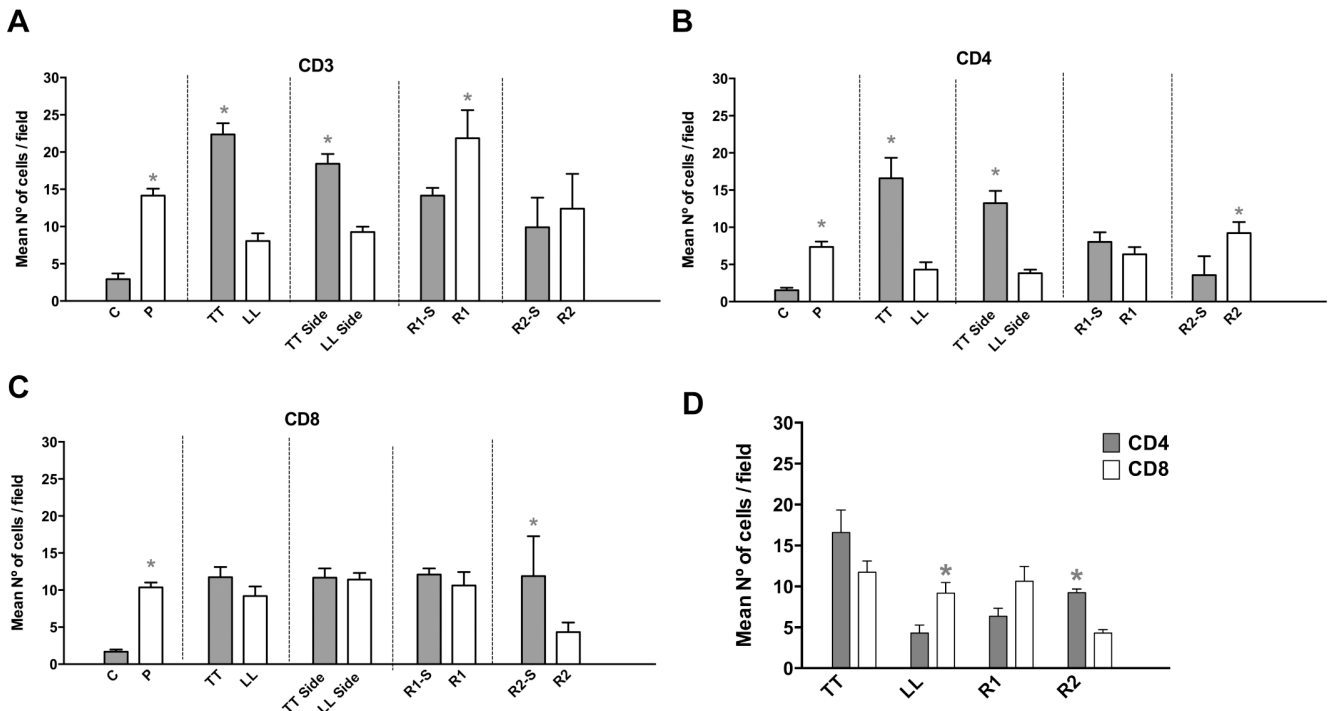 A
CD3
Mean Nº of cells / field
30
25
20
15
10
5
0
*
*
*
*
C
P
TT
LL
TT Side
LL Side
R1-S
R1
R2-S
R2
B
CD4
Mean Nº of cells / field
30
25
20
15
10
5
0
*
*
*
*
C
P
TT
LL
TT Side
LL Side
R1-S
R1
R2-S
R2
C
CD8
Mean Nº of cells / field
30
25
20
15
10
5
0
*
*
C
P
TT
LL
TT Side
LL Side
R1-S
R1
R2-S
R2
D
Mean Nº of cells / field
30
25
20
15
10
5
0
CD4
CD8
*
*
TT
LL
R1
R2